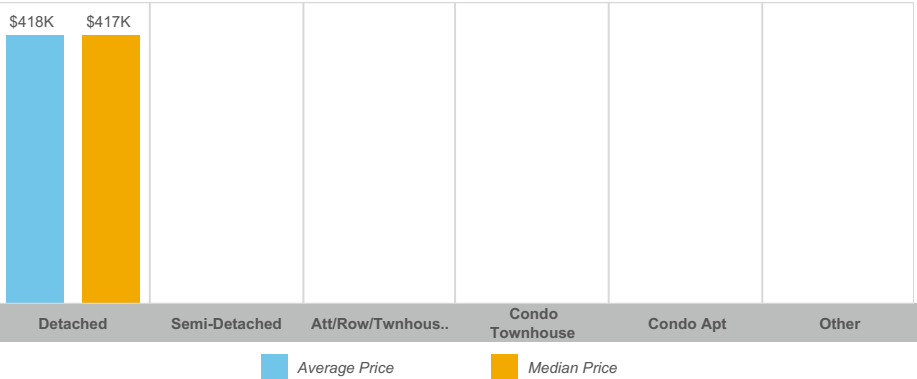 $418K $417K
Detached Semi-Detached Att/Row/Twnhous.. Condo Townhouse Condo Apt Other
Average Price Median Price